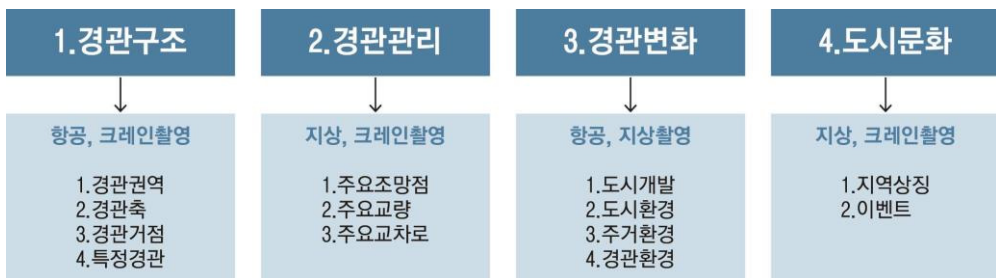 1.경관구조
항공, 크레인촬영
1.경관권역
2.경관축
3.경관거점
4.특정경관
2.경관관리
지상, 크레인촬영
1.주요조망점
2.주요교량
3.주요교차로
3.경관변화
항공, 지상촬영
1.도시개발
2.도시환경
3.주거환경
4.경관환경
4.도시문화
지상, 크레인촬영
1.지역상징
2.이벤트